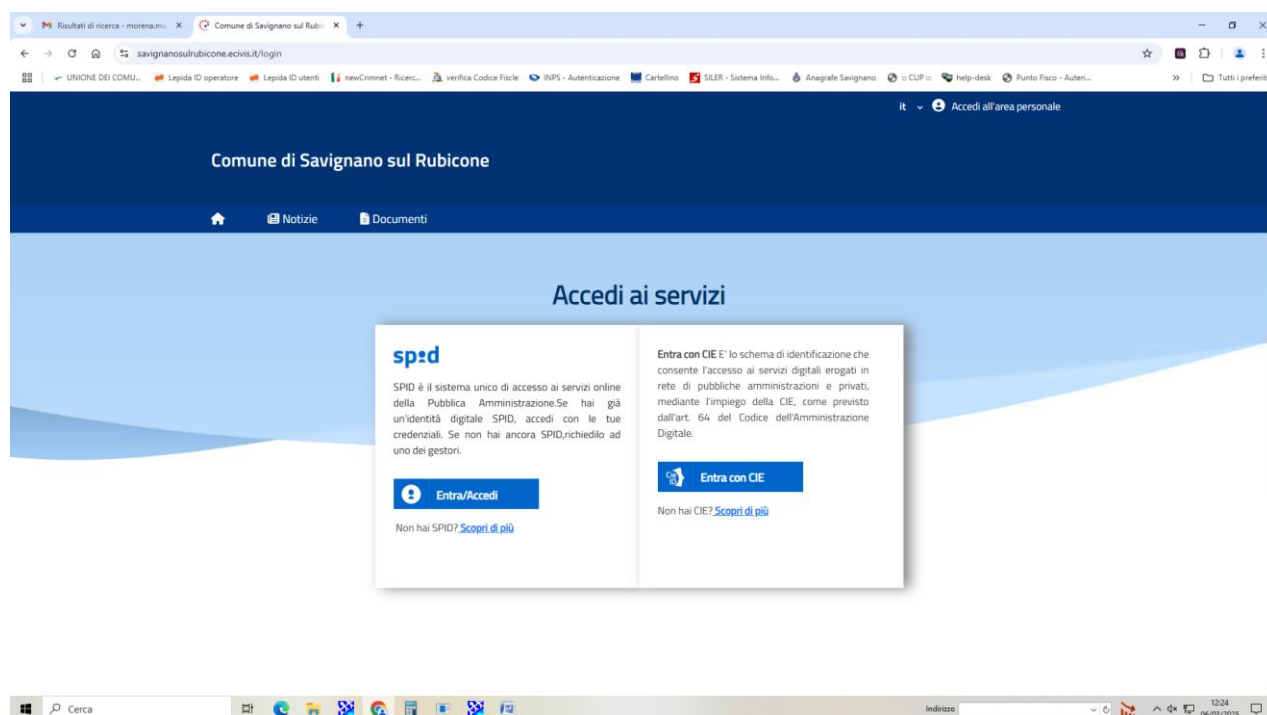 Risultati di ricerca - morena.ma
Comune di Savignano sul Rubic
savignanosulrubicone.ecivis.it/login
UNIONE DEI COMU... Lepida ID operatore Lepida ID utenti newCrimnet - Ricerc... verifica Codice Fiscle INPS - Autenticazione Cartellino SILER - Sistema Info... Anagrafe Savignano ::: CUP ::: help-desk Punto Fisco - Auten... » Tutti i preferiti
it Accedi all'area personale
Comune di Savignano sul Rubicone
Notizie Documenti
Accedi ai servizi
spid
SPID è il sistema unico di accesso ai servizi online
della Pubblica Amministrazione.Se hai già
un'identità digitale SPID, accedi con le tue
credenziali. Se non hai ancora SPID,richiedilo ad
uno dei gestori.
Entra/Accedi
Non hai SPID? Scopri di più
Entra con CIE E' lo schema di identificazione che
consente l'accesso ai servizi digitali erogati in
rete di pubbliche amministrazioni e privati,
mediante l'impiego della CIE, come previsto
dall'art. 64 del Codice dell'Amministrazione
Digitale.
Entra con CIE
Non hai CIE? Scopri di più
Cerca
Indirizzo
12:24
06/03/2025